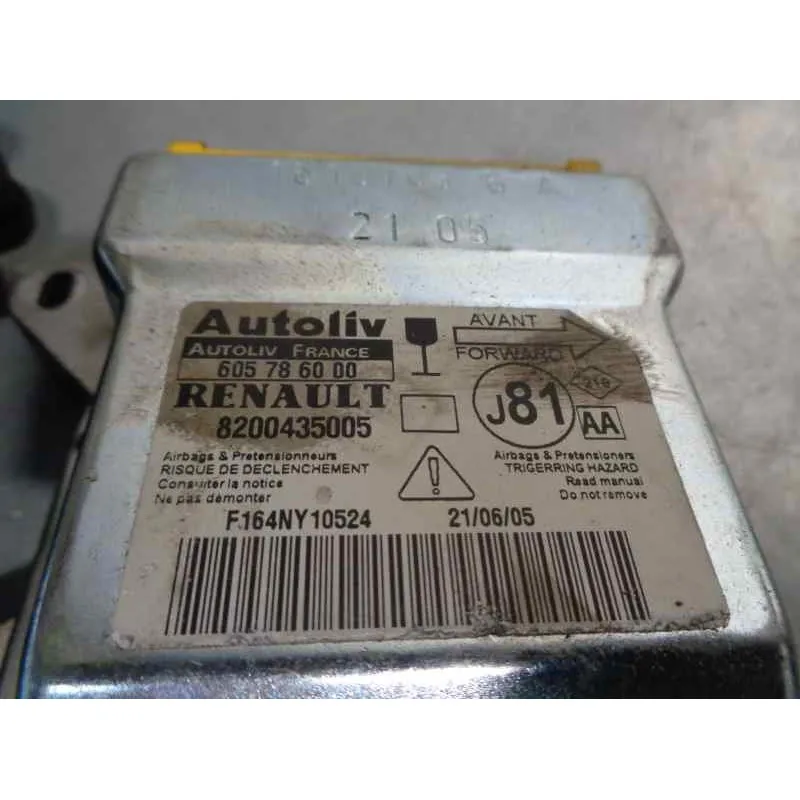 21 05
Autoliv
AUTOLIV FRANCE
605 78 60 00
RENAULT
8200435005
AVANT
FORWARD
J81
AA
Airbags & Pretensionneurs
RISQUE DE DECLENCHEMENT
Consulter la notice
Ne pas démonter
Airbags & Pretensioners
TRIGERRING HAZARD
Read manual
Do not remove
F164NY10524
21/06/05